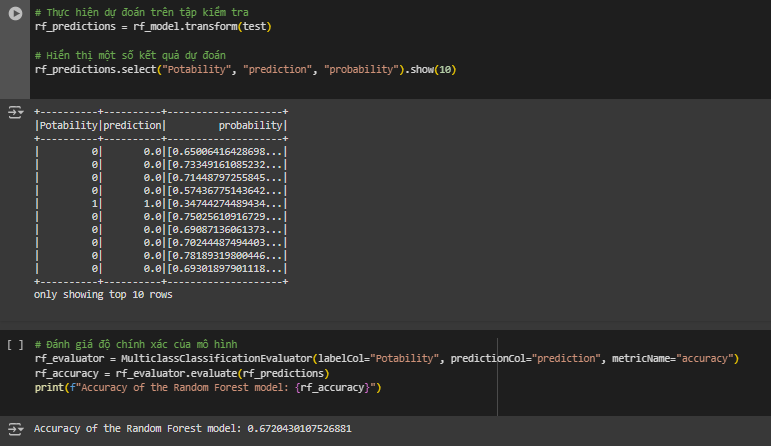 # Thực hiện dự đoán trên tập kiểm tra
rf_predictions = rf_model.transform(test)
# Hiển thị một số kết quả dự đoán
rf_predictions.select("Potability", "prediction", "probability").show(10)
+----------+----------+--------------------+
|Potability|prediction|         probability|
+----------+----------+--------------------+
|         0|       0.0|[0.65006416428698...|
|         0|       0.0|[0.73349161085232...|
|         0|       0.0|[0.71448797255845...|
|         0|       0.0|[0.57436775143642...|
|         1|       1.0|[0.34744274489434...|
|         0|       0.0|[0.75025610916729...|
|         0|       0.0|[0.69087136061373...|
|         0|       0.0|[0.70244487494403...|
|         0|       0.0|[0.78189319800446...|
|         0|       0.0|[0.69301897901118...|
+----------+----------+--------------------+
only showing top 10 rows
[ ] # Đánh giá độ chính xác của mô hình
rf_evaluator = MulticlassClassificationEvaluator(labelCol="Potability", predictionCol="prediction", metricName="accuracy")
rf_accuracy = rf_evaluator.evaluate(rf_predictions)
print(f"Accuracy of the Random Forest model: {rf_accuracy}")
Accuracy of the Random Forest model: 0.6720430107526881